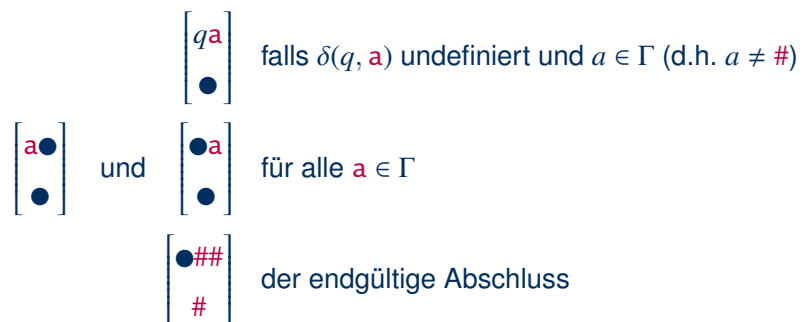 qa
● falls δ(q, a) undefiniert und a ∈ Γ (d.h. a ≠ #)
a● und ●a für alle a ∈ Γ
● ●
●## der endgültige Abschluss
#